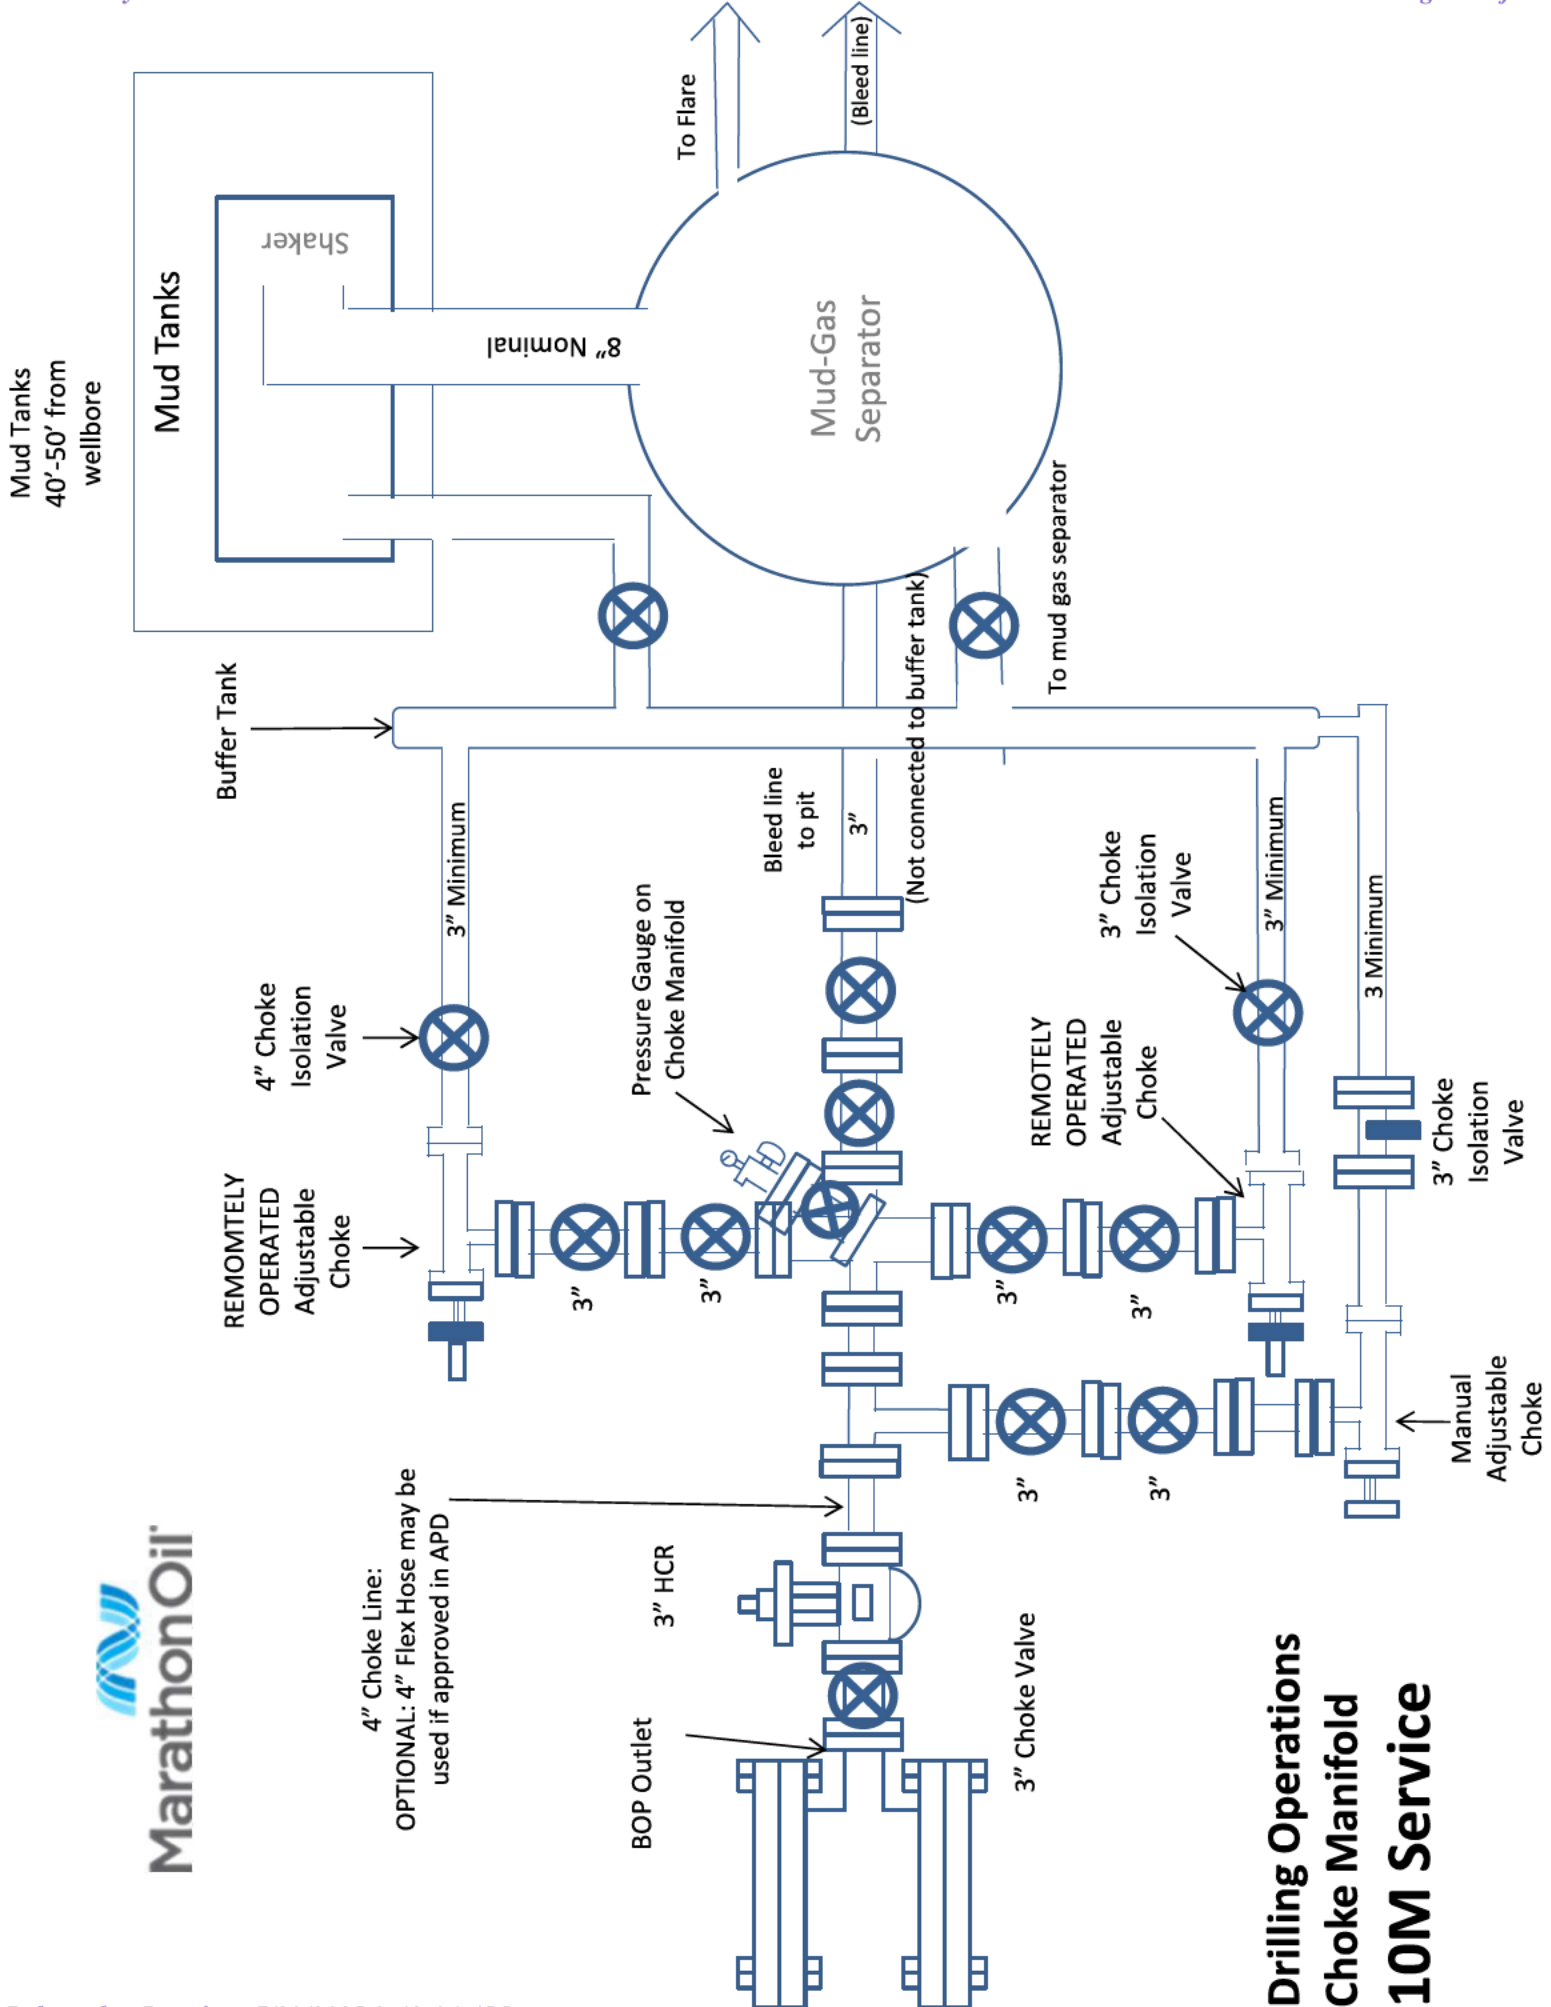 MarathonOil
Drilling Operations
Choke Manifold
10M Service
Mud Tanks
40’-50’ from
wellbore
Mud Tanks
Shaker
8” Nominal
To Flare
(Bleed line)
Mud-Gas
Separator
To mud gas separator
Buffer Tank
3” Minimum
Bleed line
to pit
3”
(Not connected to buffer tank)
4” Choke
Isolation
Valve
Pressure Gauge on
Choke Manifold
3” Choke
Isolation
Valve
3” Minimum
3 Minimum
REMOMTELY
OPERATED
Adjustable
Choke
REMOTELY
OPERATED
Adjustable
Choke
3” Choke
Isolation
Valve
3”
3”
3”
3”
3”
3”
Manual
Adjustable
Choke
4” Choke Line:
OPTIONAL: 4” Flex Hose may be
used if approved in APD
3” HCR
BOP Outlet
3” Choke Valve